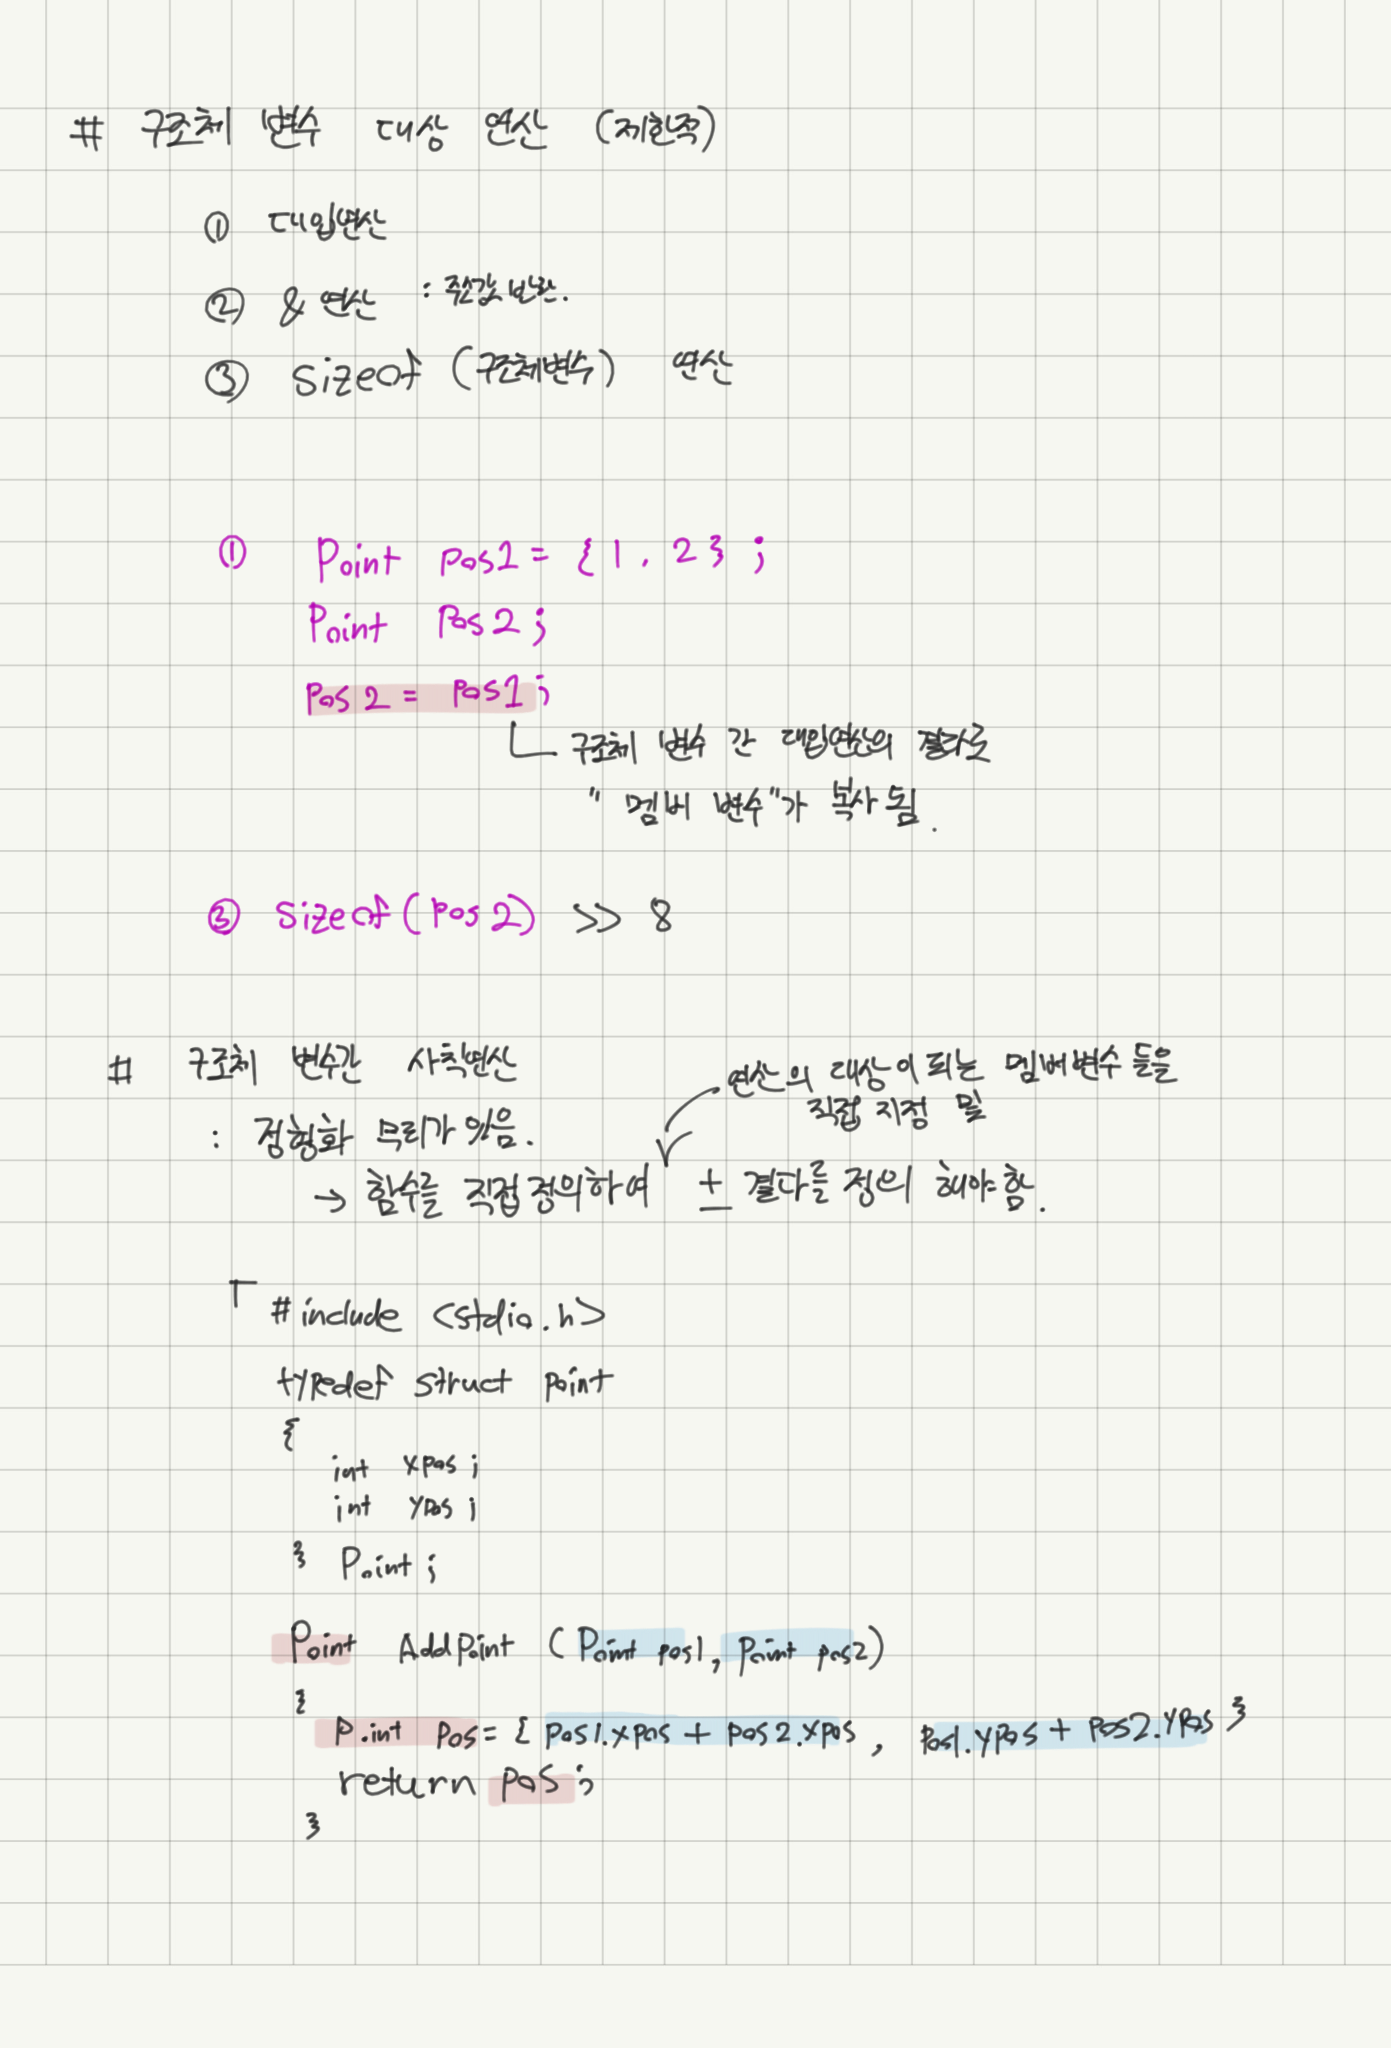 # 구조체 변수 대상 연산 (제한적)
① 대입연산
② & 연산 : 주소값 반환.
③ sizeof (구조체변수) 연산
① Point pos1 = {1, 2};
Point Pos2;
Pos2 = Pos1;
구조체 변수 간 대입연산의 결과로
"멤버 변수"가 복사 됨.
③ sizeof(Pos2) >> 8
# 구조체 변수간 사칙연산
연산의 대상이 되는 멤버변수 들을
직접 지정 및
: 정형화 무리가 있음.
→ 함수를 직접 정의하여 ± 결과를 정의 해야함.
#include <stdio.h>
typedef struct point
{
int xpos;
int ypos;
} Point;
Point AddPoint (Point pos1, Point pos2)
{
Point pos = { pos1.xpos + pos2.xpos, pos1.ypos + pos2.ypos }
return pos;
}